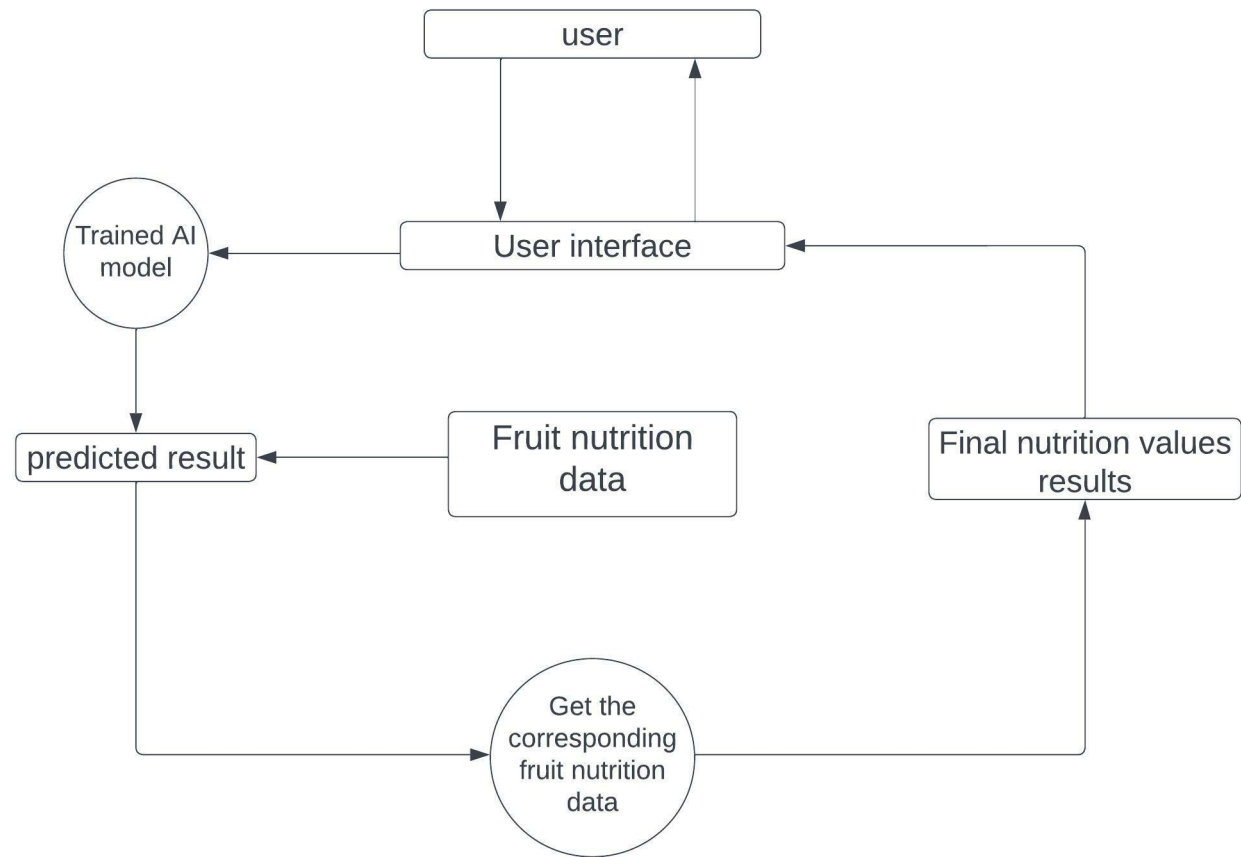 user
User interface
Trained AI
model
predicted result
Fruit nutrition
data
Final nutrition values
results
Get the
corresponding
fruit nutrition
data